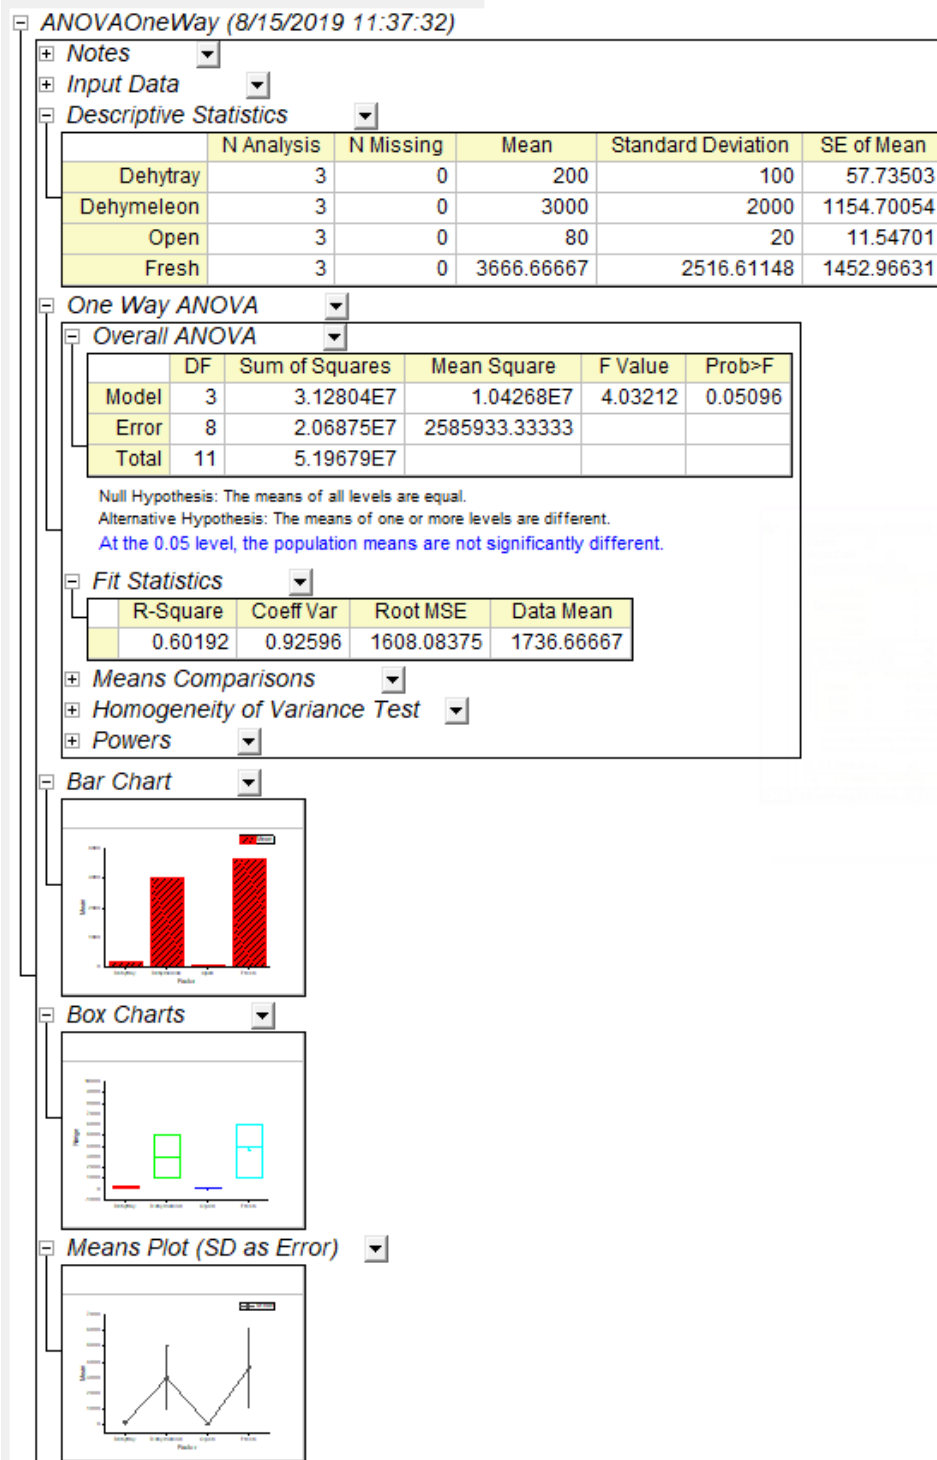 ANOVAOneWay (8/15/2019 11:37:32)
Notes
Input Data
Descriptive Statistics
N Analysis N Missing Mean Standard Deviation SE of Mean
Dehytray 3 0 200 100 57.73503
Dehymeleon 3 0 3000 2000 1154.70054
Open 3 0 80 20 11.54701
Fresh 3 0 3666.66667 2516.61148 1452.96631
One Way ANOVA
Overall ANOVA
DF Sum of Squares Mean Square F Value Prob>F
Model 3 3.12804E7 1.04268E7 4.03212 0.05096
Error 8 2.06875E7 2585933.33333
Total 11 5.19679E7
Null Hypothesis: The means of all levels are equal.
Alternative Hypothesis: The means of one or more levels are different.
At the 0.05 level, the population means are not significantly different.
Fit Statistics
R-Square Coeff Var Root MSE Data Mean
0.60192 0.92596 1608.08375 1736.66667
Means Comparisons
Homogeneity of Variance Test
Powers
Bar Chart
Mean
Box Charts
Range
Means Plot (SD as Error)
Mean